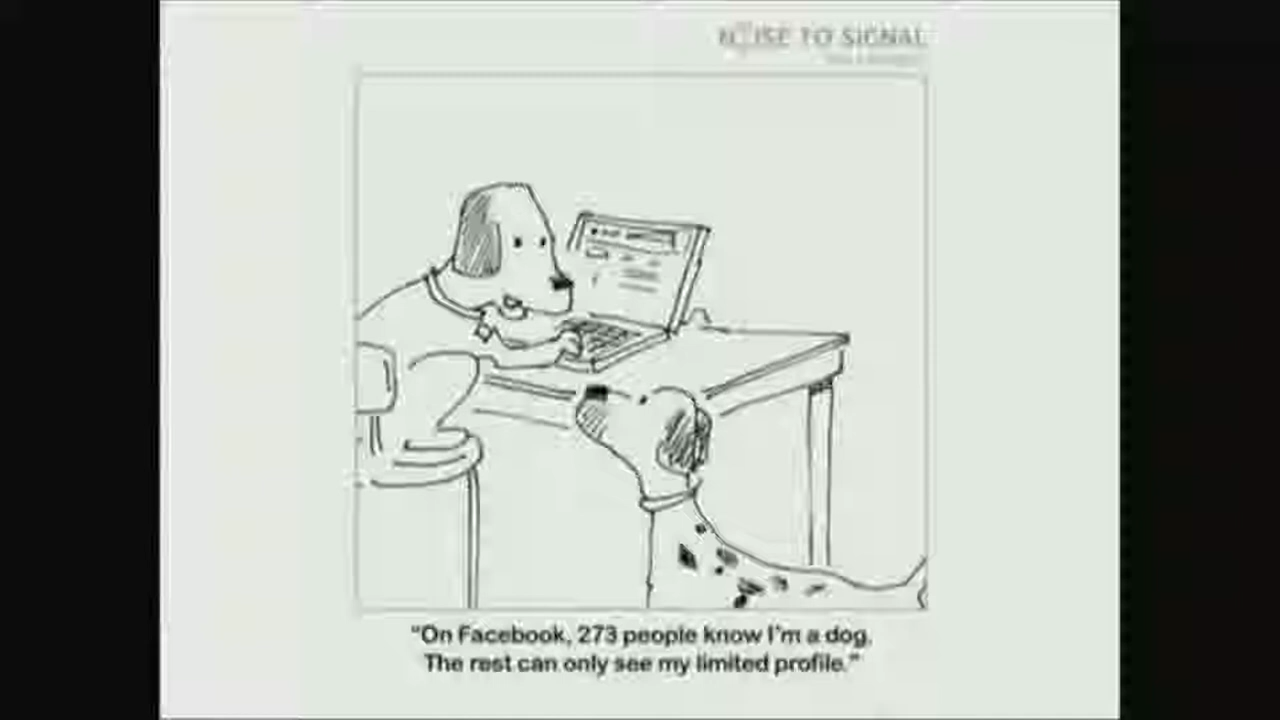 NOISE TO SIGNAL
"On Facebook, 273 people know I'm a dog.
The rest can only see my limited profile."